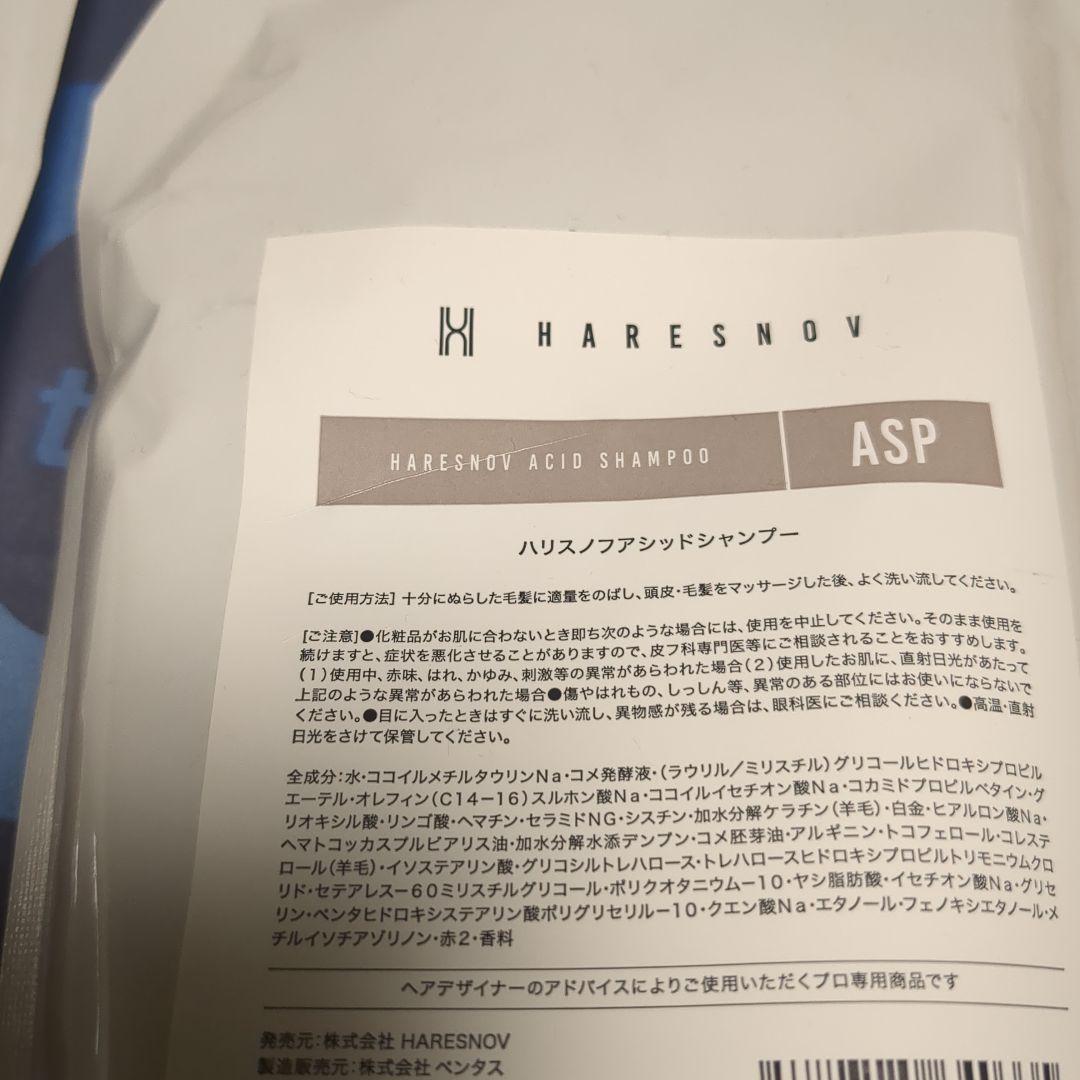 t
HARESNOV
HARESNOV ACID SHAMPOO
ASP
ハリスノフアシッドシャンプー
[ご使用方法] 十分にぬらした毛髪に適量をのばし、頭皮・毛髪をマッサージした後、よく洗い流してください。
[ご注意]●化粧品がお肌に合わないとき即ち次のような場合には、使用を中止してください。そのまま使用を
続けますと、症状を悪化させることがありますので、皮フ科専門医等にご相談されることをおすすめします。
(1)使用中、赤味、はれ、かゆみ、刺激等の異常があらわれた場合(2)使用したお肌に、直射日光があたって
上記のような異常があらわれた場合●傷やはれもの、しっしん等、異常のある部位にはお使いにならないで
ください。●目に入ったときはすぐに洗い流し、異物感が残る場合は、眼科医にご相談ください。●高温・直射
日光をさけて保管してください。
全成分:水・ココイルメチルタウリンNa・コメ発酵液・(ラウリル/ミリスチル)グリコールヒドロキシプロピル
エーテル・オレフィン(C14−16)スルホン酸Na・ココイルイセチオン酸Na・コカミドプロピルベタイン・グ
リオキシル酸・リンゴ酸・ヘマチン・セラミドNG・シスチン・加水分解ケラチン(羊毛)・白金・ヒアルロン酸Na・
ヘマトコッカスプルビアリス油・加水分解水添デンプン・コメ胚芽油・アルギニン・トコフェロール・コレステ
ロール(羊毛)・イソステアリン酸・グリコシルトレハロース・トレハロースヒドロキシプロピルトリモニウムクロ
リド・セテアレス−60ミリスチルグリコール・ポリクオタニウム−10・ヤシ脂肪酸・イセチオン酸Na・グリセ
リン・ペンタヒドロキシステアリン酸ポリグリセリル−10・クエン酸Na・エタノール・フェノキシエタノール・メ
チルイソチアゾリノン・赤2・香料
ヘアデザイナーのアドバイスによりご使用いただくプロ専用商品です
発売元:株式会社 HARESNOV
製造販売元:株式会社 ペンタス